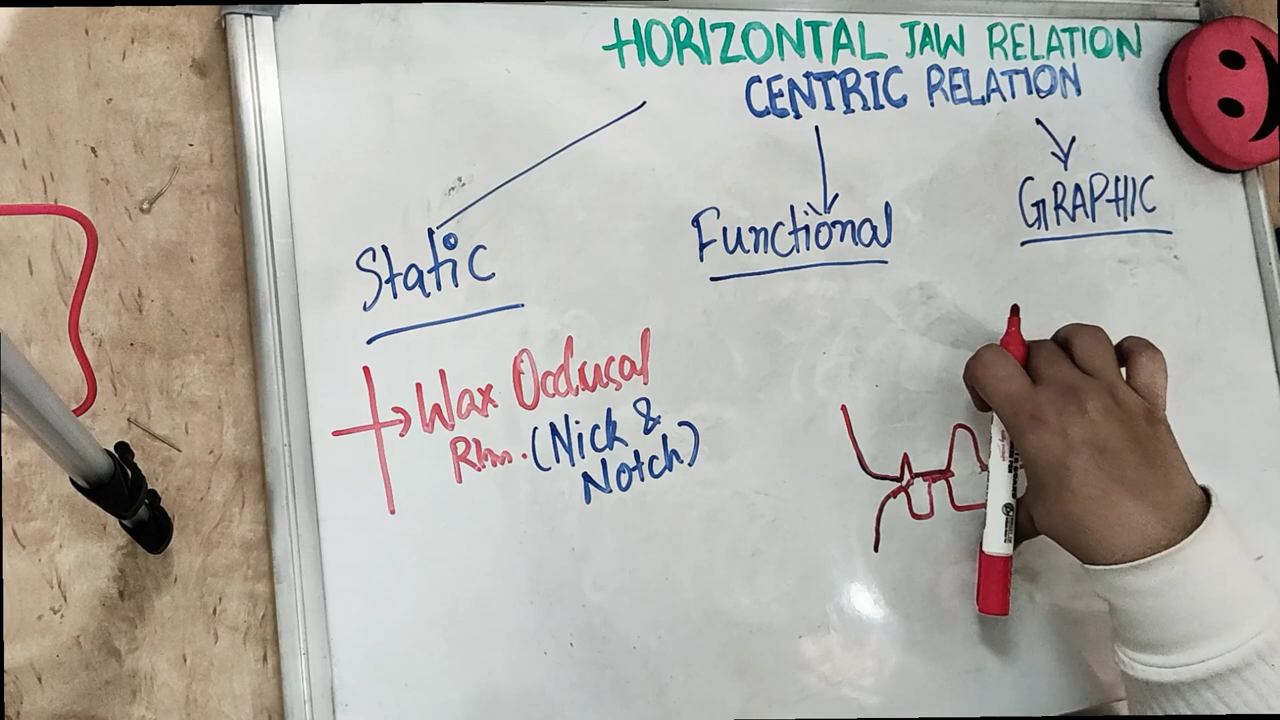 HORIZONTAL JAW RELATION
CENTRIC RELATION
Static
Functional
GRAPHIC
Wax Occlusal
Rim. (Nick &
Notch)